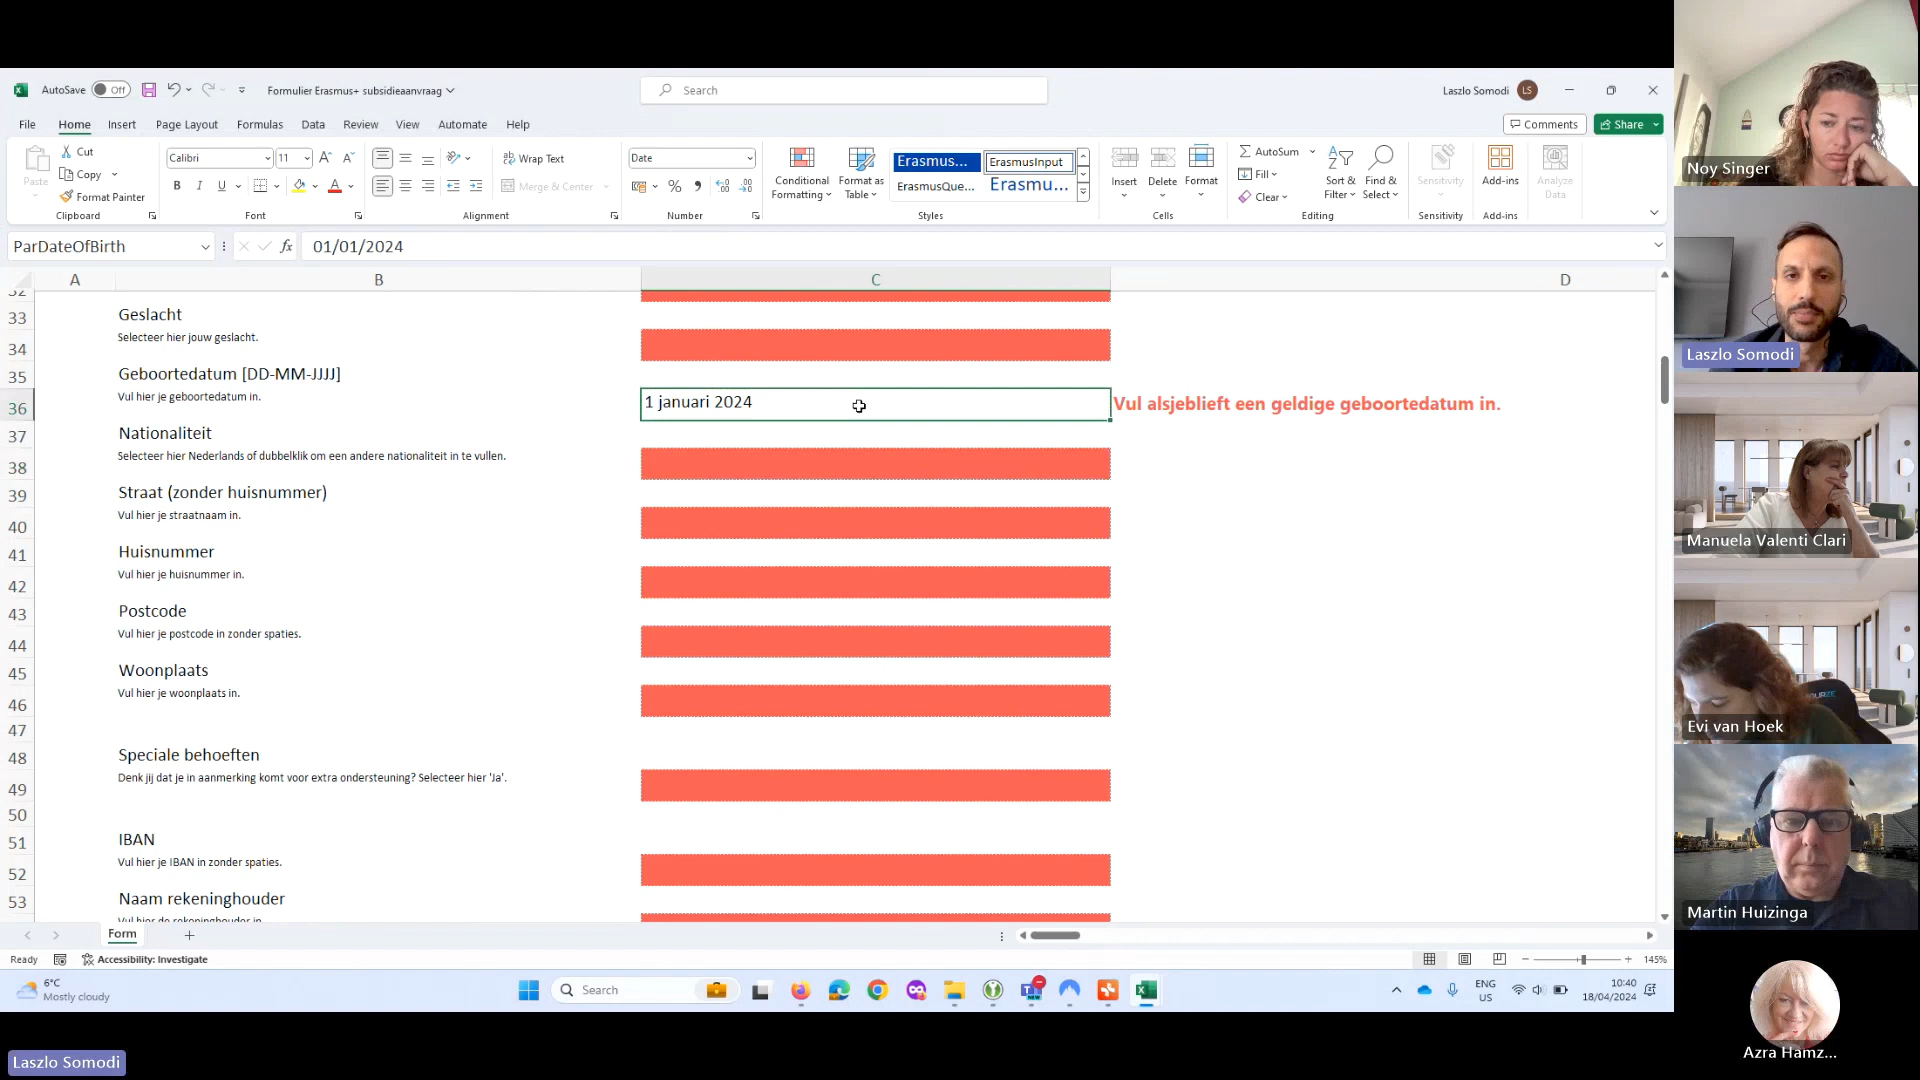 AutoSave Off Formulier Erasmus+ subsidieaanvraag Search Laszlo Somodi LS
File Home Insert Page Layout Formulas Data Review View Automate Help Comments Share
Paste Cut Copy Format Painter Clipboard
Calibri 11 B I U Font
Wrap Text Merge & Center Alignment
Date Number
Conditional Formatting Format as Table Erasmus... ErasmusInput ErasmusQue... Erasmu... Styles
Insert Delete Format Cells
AutoSum Fill Clear Sort & Filter Find & Select Editing
Sensitivity Sensitivity
Add-ins Add-ins
Analyze Data
ParDateOfBirth fx 01/01/2024
A B C D
32
33 Geslacht
34 Selecteer hier jouw geslacht.
35 Geboortedatum [DD-MM-JJJJ]
36 Vul hier je geboortedatum in. 1 januari 2024 Vul alsjeblieft een geldige geboortedatum in.
37 Nationaliteit
38 Selecteer hier Nederlands of dubbelklik om een andere nationaliteit in te vullen.
39 Straat (zonder huisnummer)
40 Vul hier je straatnaam in.
41 Huisnummer
42 Vul hier je huisnummer in.
43 Postcode
44 Vul hier je postcode in zonder spaties.
45 Woonplaats
46 Vul hier je woonplaats in.
47
48 Speciale behoeften
49 Denk jij dat je in aanmerking komt voor extra ondersteuning? Selecteer hier 'Ja'.
50
51 IBAN
52 Vul hier je IBAN in zonder spaties.
53 Naam rekeninghouder
Vul hier de rekeninghouder in.
Form
Ready Accessibility: Investigate 145%
6°C
Mostly cloudy
Search
ENG
US
10:40
18/04/2024
Laszlo Somodi
Noy Singer
Laszlo Somodi
Manuela Valenti Clari
Evi van Hoek
Martin Huizinga
Azra Hamz...